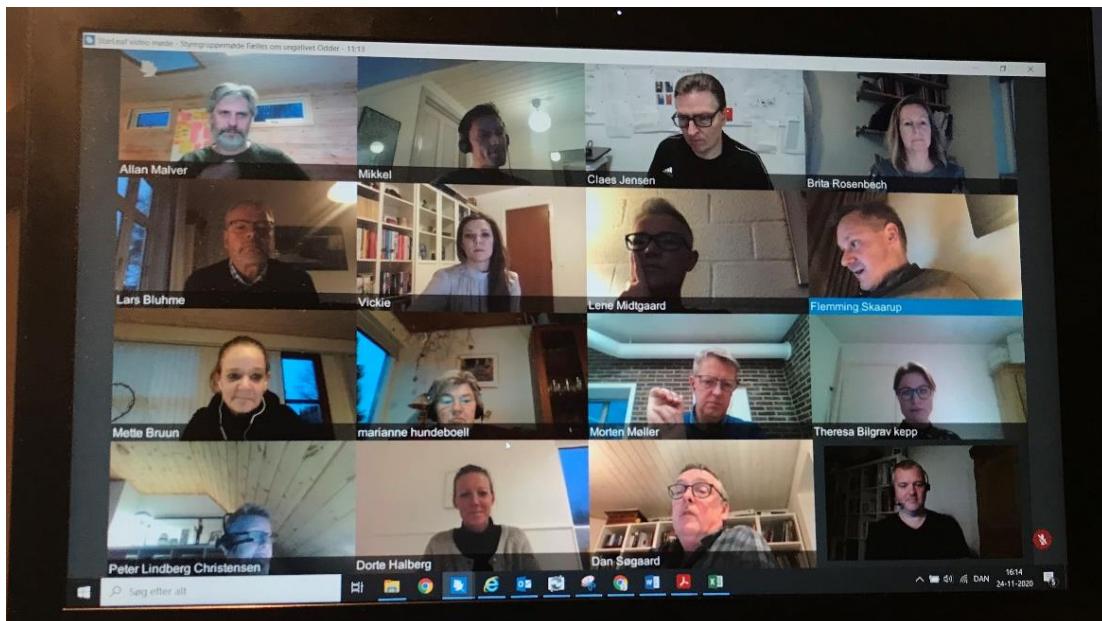 StarLeaf video møde - Styregruppemøde Fælles om ungelivet Odder - 11:13
Allan Malver
Mikkel
Claes Jensen
Brita Rosenbech
Lars Bluhme
Vickie
Lene Midtgaard
Flemming Skaarup
Mette Bruun
marianne hundeboell
Morten Møller
Theresa Bilgrav kepp
Peter Lindberg Christensen
Dorte Halberg
Dan Søgaard
Søg efter alt
DAN
16:14
24-11-2020